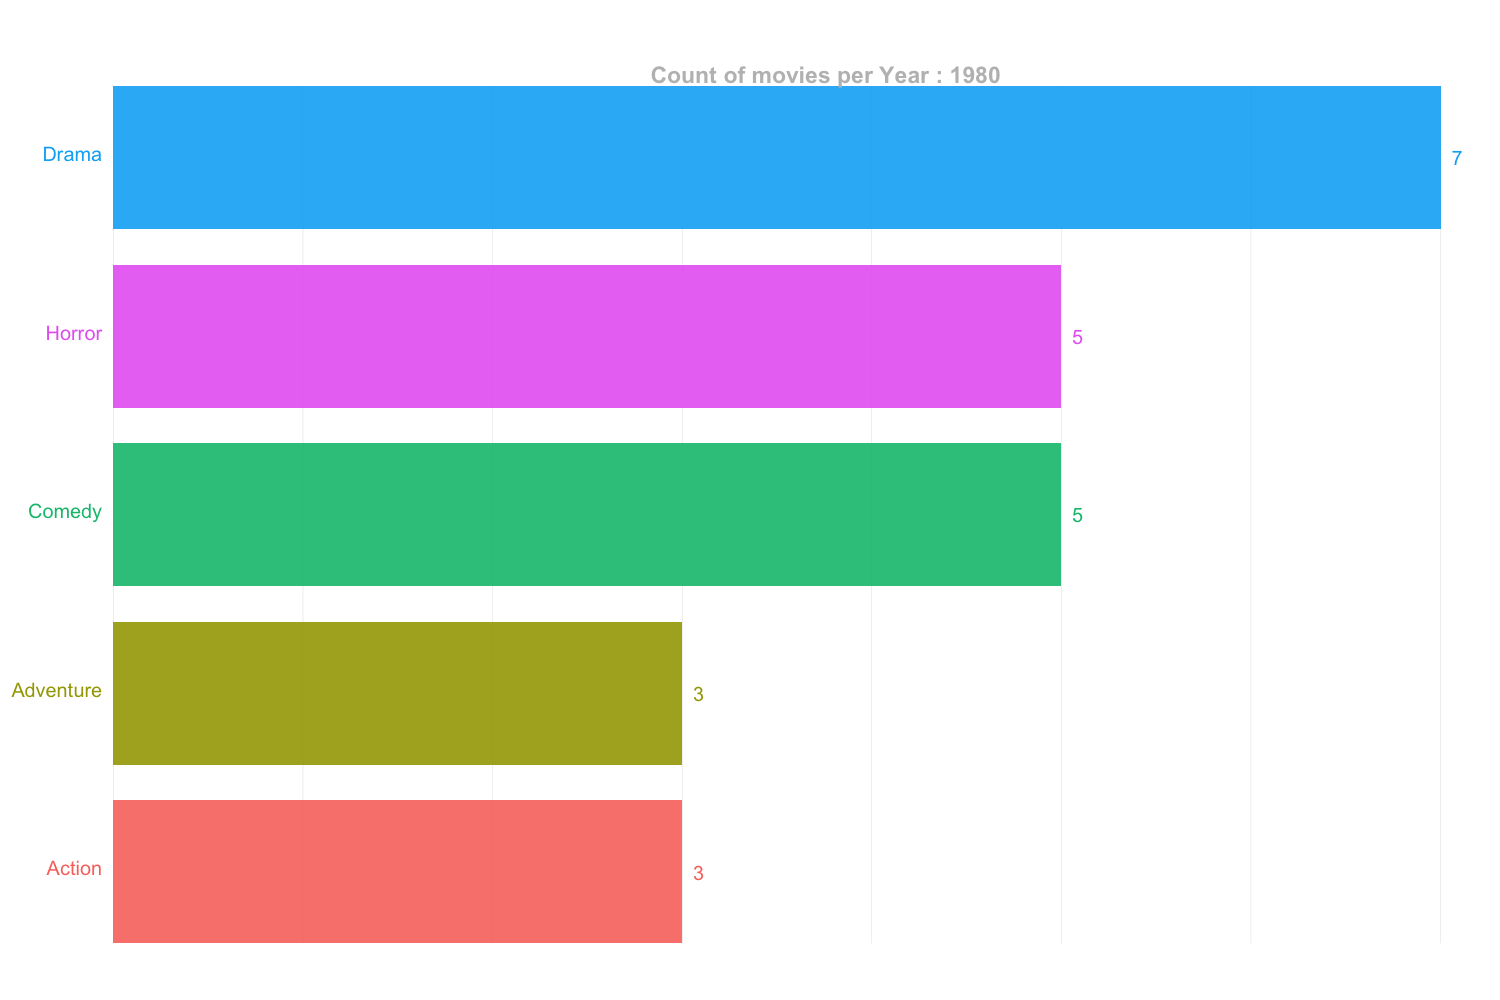 Count of movies per Year : 1980
Drama 7
Horror 5
Comedy 5
Adventure 3
Action 3